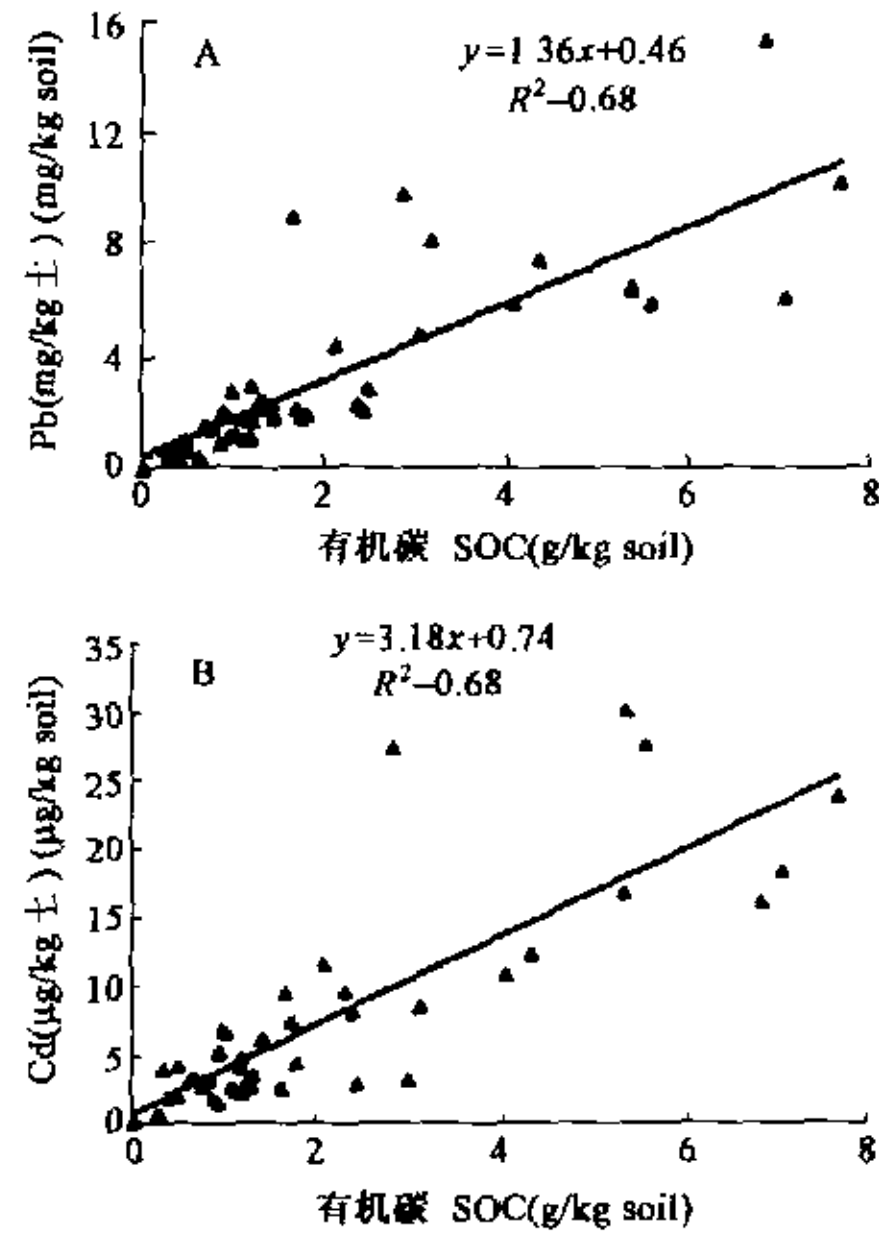 A
y=1 36x+0.46
R²–0.68
Pb(mg/kg 土) (mg/kg soil)
16
12
8
4
0
0 2 4 6 8
有机碳 SOC(g/kg soil)
B
y=3.18x+0.74
R²–0.68
Cd(μg/kg 土) (μg/kg soil)
35
30
25
20
15
10
5
0
0 2 4 6 8
有机碳 SOC(g/kg soil)